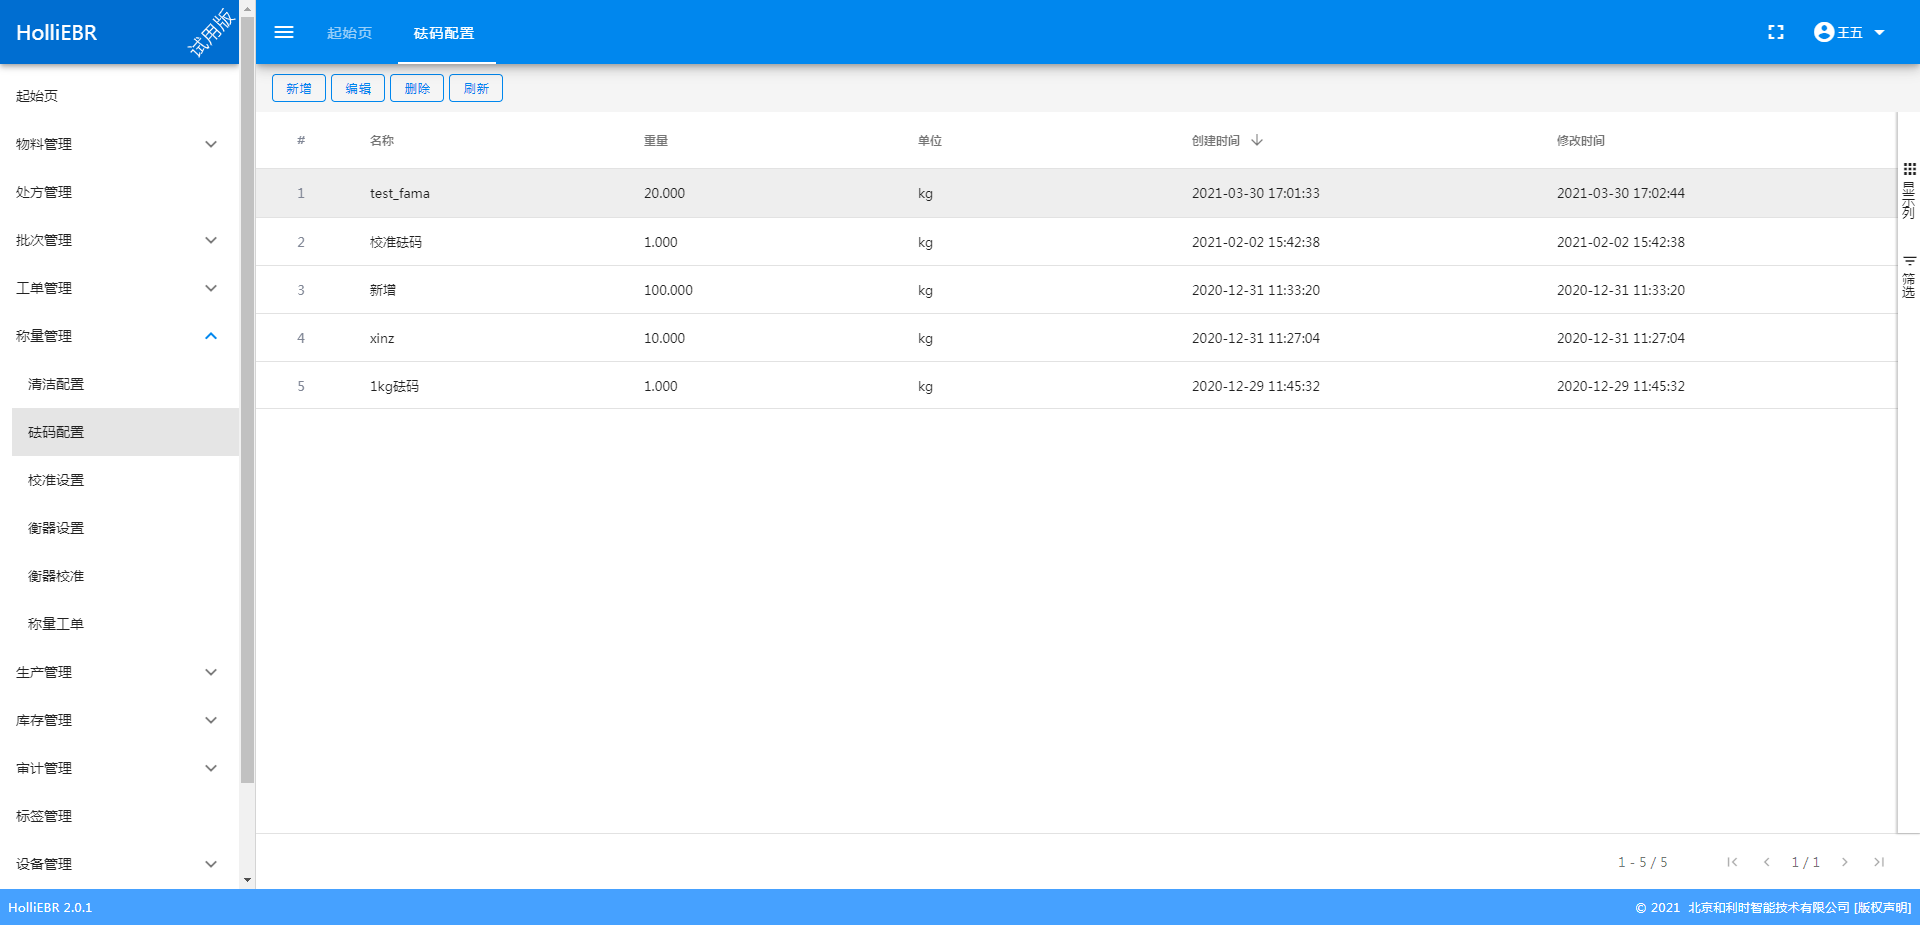 HolliEBR
试用版
起始页
砝码配置
王五
起始页
物料管理
处方管理
批次管理
工单管理
称量管理
清洁配置
砝码配置
校准设置
衡器设置
衡器校准
称量工单
生产管理
库存管理
审计管理
标签管理
设备管理
新增 编辑 删除 刷新
# 名称 重量 单位 创建时间 修改时间
1 test_fama 20.000 kg 2021-03-30 17:01:33 2021-03-30 17:02:44
2 校准砝码 1.000 kg 2021-02-02 15:42:38 2021-02-02 15:42:38
3 新增 100.000 kg 2020-12-31 11:33:20 2020-12-31 11:33:20
4 xinz 10.000 kg 2020-12-31 11:27:04 2020-12-31 11:27:04
5 1kg砝码 1.000 kg 2020-12-29 11:45:32 2020-12-29 11:45:32
显示列
筛选
1 - 5 / 5
1 / 1
HolliEBR 2.0.1
© 2021 北京和利时智能技术有限公司 [版权声明]